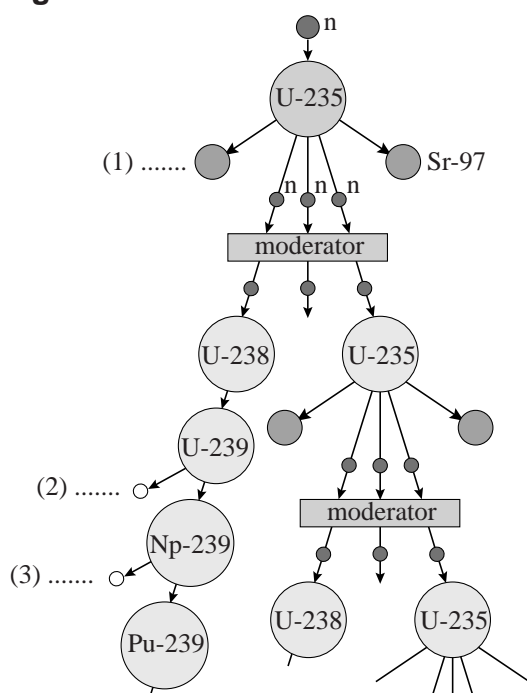 n
U-235
(1) .......
Sr-97
n n n
moderator
U-238
U-235
U-239
(2) .......
moderator
Np-239
(3) .......
U-238
U-235
Pu-239